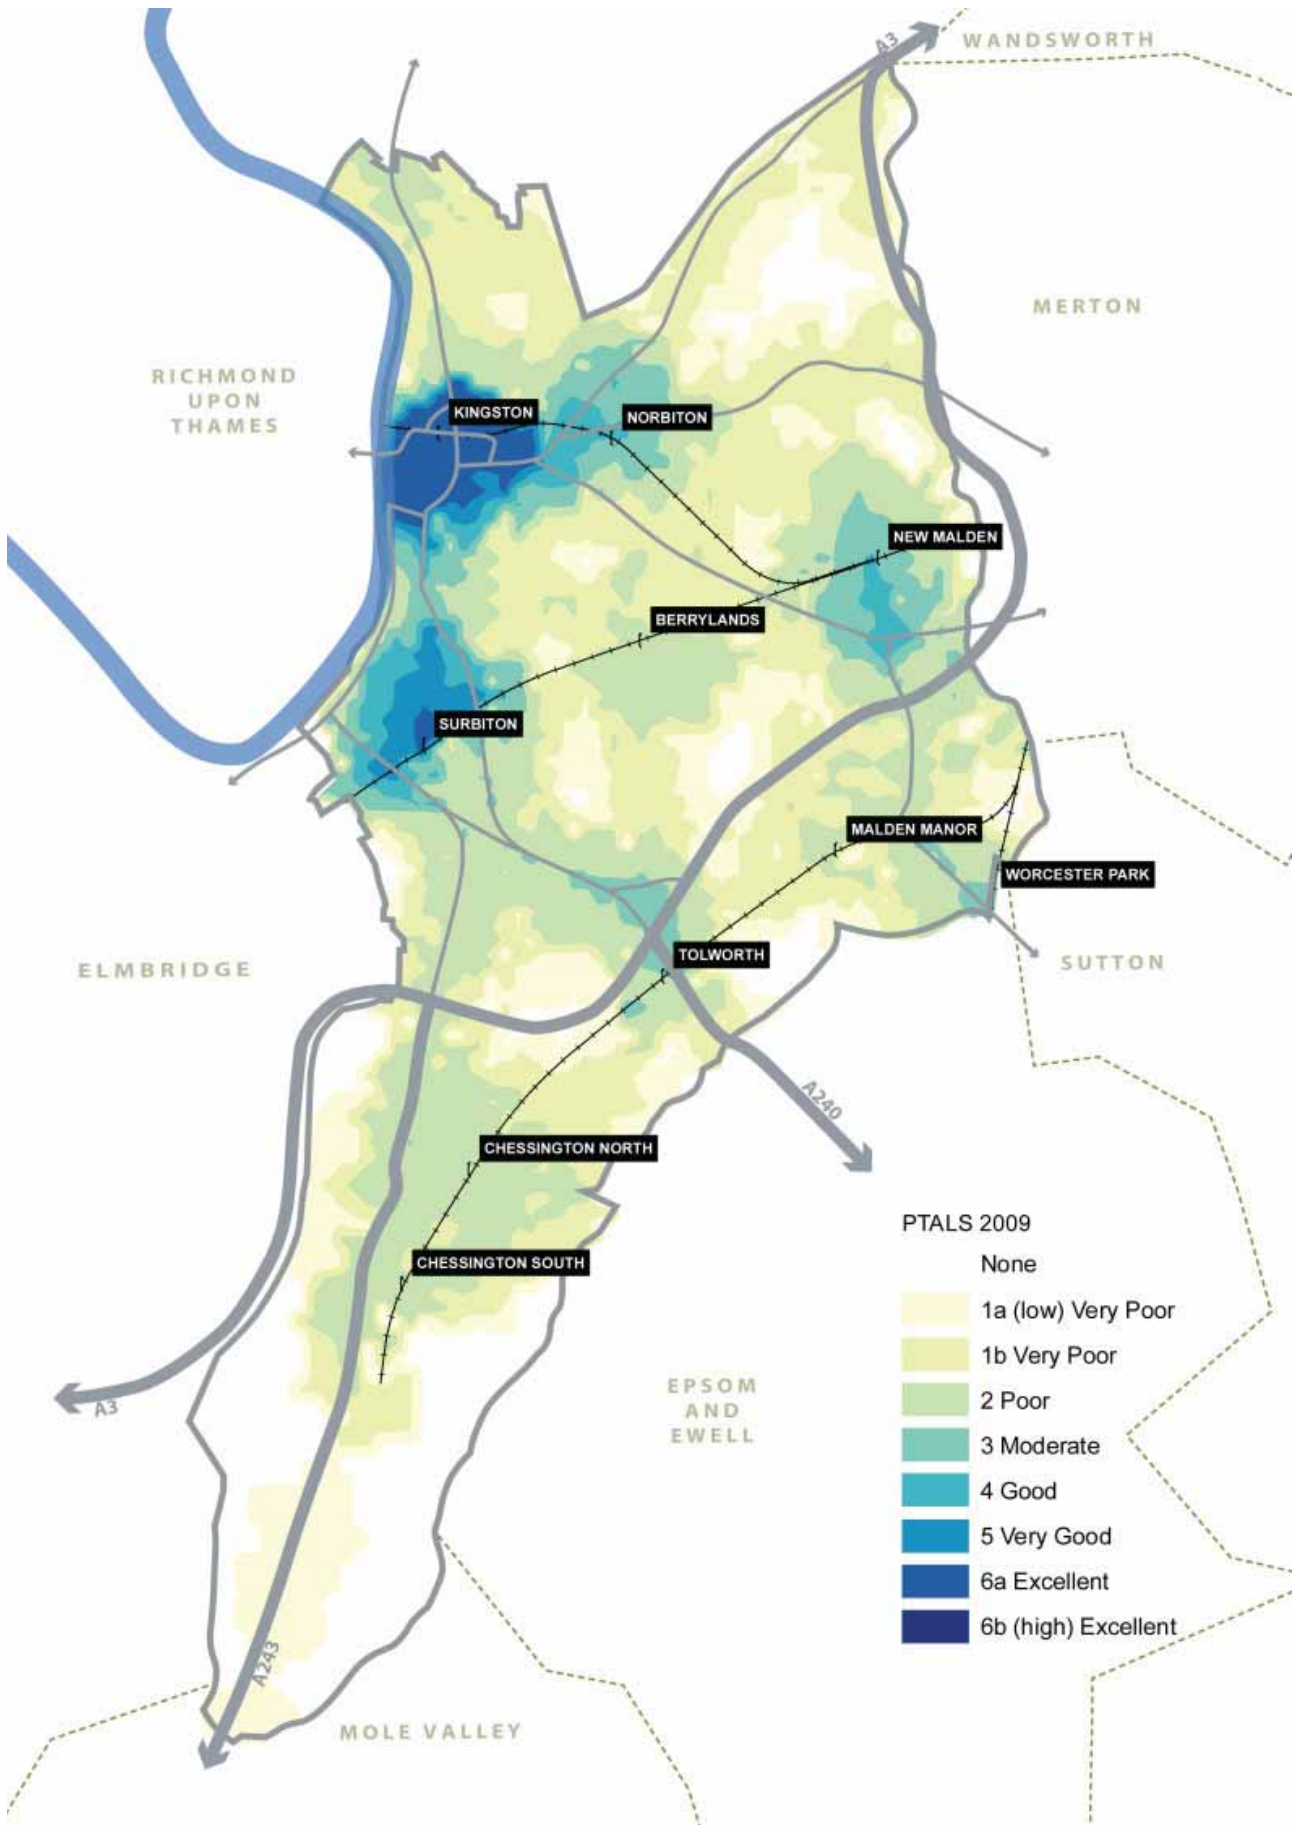 A3
WANDSWORTH
MERTON
RICHMOND
UPON
THAMES
KINGSTON
NORBITON
NEW MALDEN
BERRYLANDS
SURBITON
MALDEN MANOR
WORCESTER PARK
TOLWORTH
ELMBRIDGE
SUTTON
A240
CHESSINGTON NORTH
CHESSINGTON SOUTH
A3
EPSOM
AND
EWELL
A243
MOLE VALLEY
PTALS 2009
None
1a (low) Very Poor
1b Very Poor
2 Poor
3 Moderate
4 Good
5 Very Good
6a Excellent
6b (high) Excellent